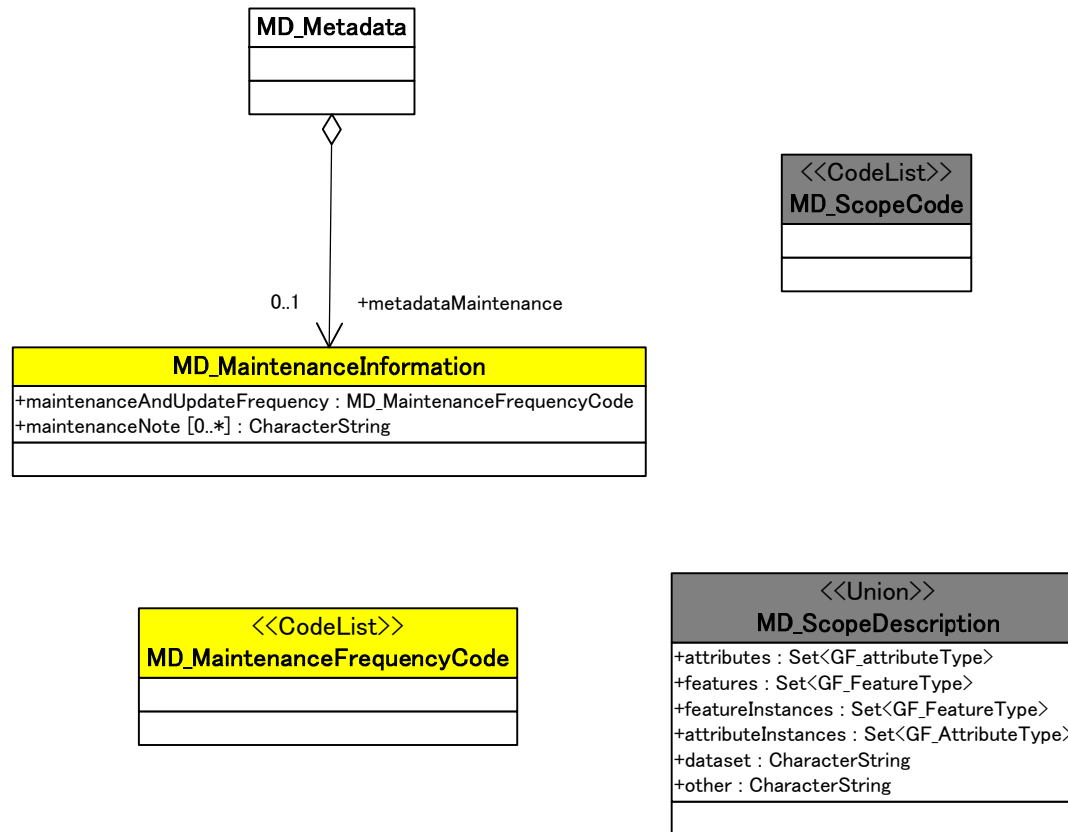 MD_Metadata
<<CodeList>>
MD_ScopeCode
0..1
+metadataMaintenance
MD_MaintenanceInformation
+maintenanceAndUpdateFrequency : MD_MaintenanceFrequencyCode
+maintenanceNote [0..*] : CharacterString
<<CodeList>>
MD_MaintenanceFrequencyCode
<<Union>>
MD_ScopeDescription
+attributes : Set<GF_attributeType>
+features : Set<GF_FeatureType>
+featureInstances : Set<GF_FeatureType>
+attributeInstances : Set<GF_AttributeType>
+dataset : CharacterString
+other : CharacterString